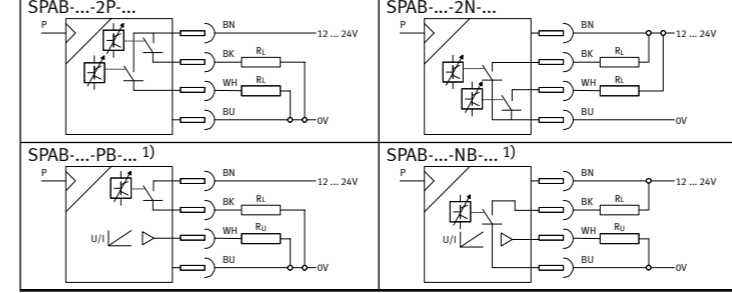 SPAB-...-2P-...
P
BN
12 ... 24V
BK
RL
WH
RL
BU
0V
SPAB-...-2N-...
P
BN
12 ... 24V
BK
RL
WH
RL
BU
0V
SPAB-...-PB-... 1)
P
BN
12 ... 24V
BK
RL
U/I
WH
RU
BU
0V
SPAB-...-NB-... 1)
P
BN
12 ... 24V
BK
RL
U/I
WH
RU
BU
0V